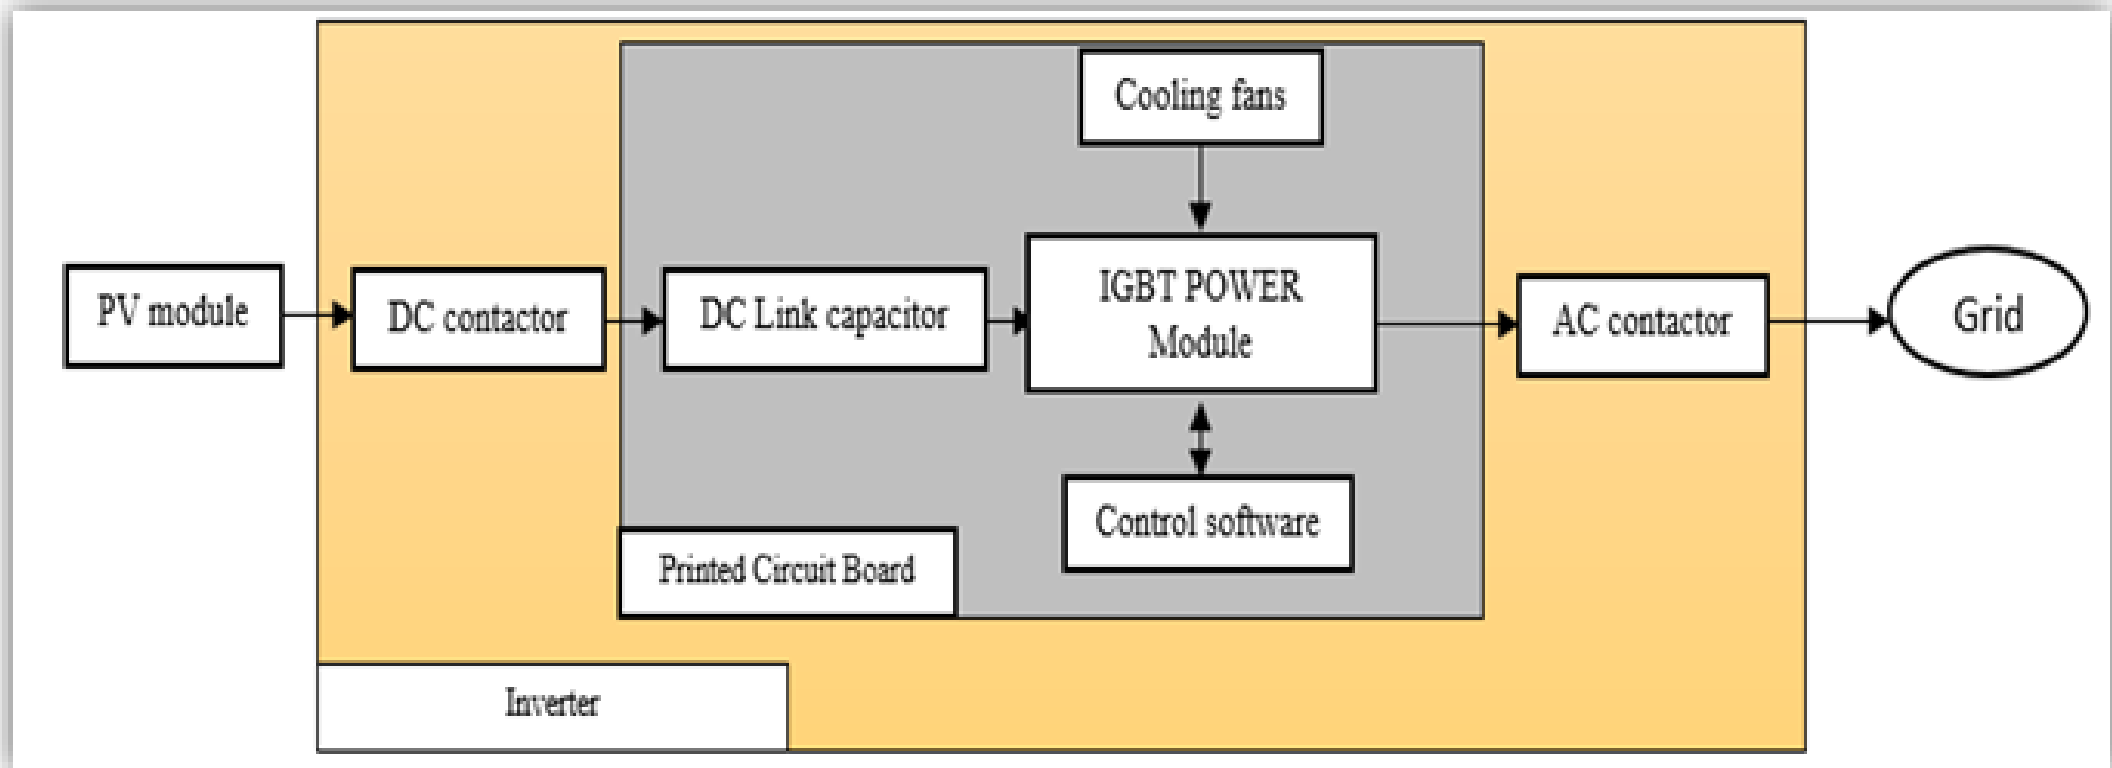 Cooling fans
PV module
DC contactor
DC Link capacitor
IGBT POWER
Module
AC contactor
Grid
Control software
Printed Circuit Board
Inverter